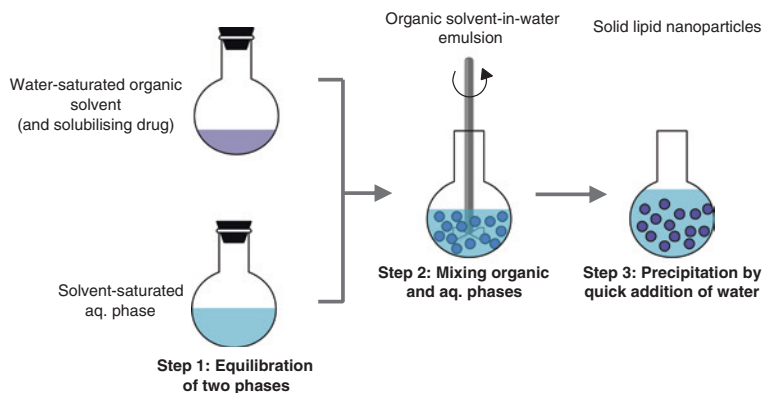 Water-saturated organic
solvent
(and solubilising drug)
Solvent-saturated
aq. phase
Step 1: Equilibration
of two phases
Organic solvent-in-water
emulsion
Step 2: Mixing organic
and aq. phases
Solid lipid nanoparticles
Step 3: Precipitation by
quick addition of water